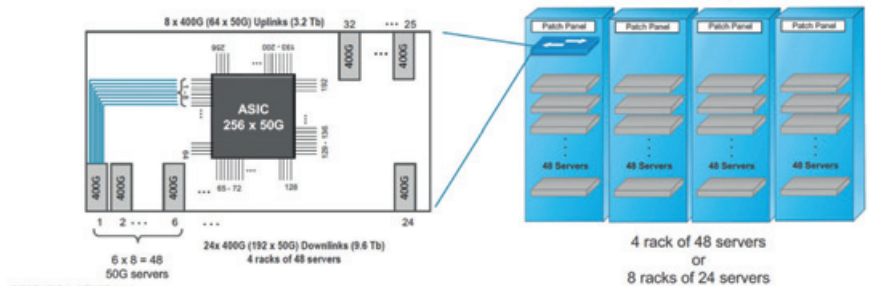 8 x 400G (64 x 50G) Uplinks (3.2 Tb)
32 ... 25
400G ... 400G
256 ... 200 - 193
1 - 8
...
64
ASIC
256 x 50G
192
...
129 - 136
65 - 72 ... 128
400G 400G 400G ... 400G
1 2 ... 6 ... 24
6 x 8 = 48
50G servers
24x 400G (192 x 50G) Downlinks (9.6 Tb)
4 racks of 48 servers
Patch Panel Patch Panel Patch Panel Patch Panel
48 Servers 48 Servers 48 Servers 48 Servers
4 rack of 48 servers
or
8 racks of 24 servers